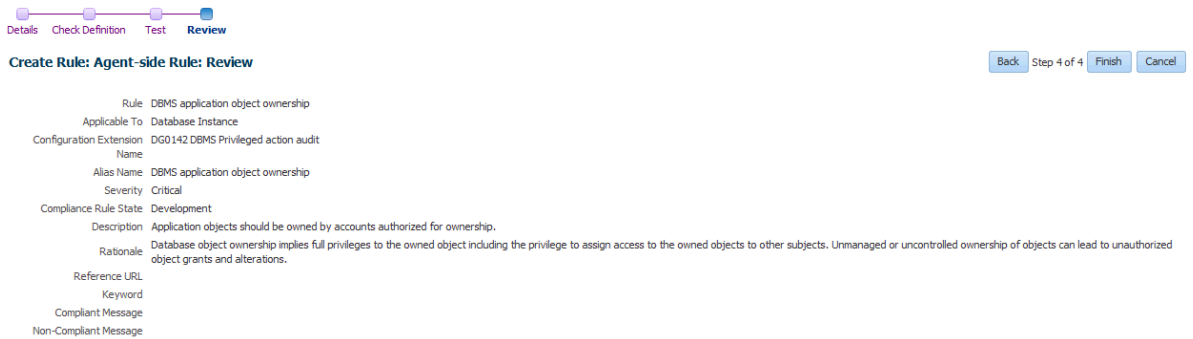 Details Check Definition Test Review
Create Rule: Agent-side Rule: Review Back Step 4 of 4 Finish Cancel
Rule DBMS application object ownership
Applicable To Database Instance
Configuration Extension DG0142 DBMS Privileged action audit
Name
Alias Name DBMS application object ownership
Severity Critical
Compliance Rule State Development
Description Application objects should be owned by accounts authorized for ownership.
Rationale Database object ownership implies full privileges to the owned object including the privilege to assign access to the owned objects to other subjects. Unmanaged or uncontrolled ownership of objects can lead to unauthorized
object grants and alterations.
Reference URL
Keyword
Compliant Message
Non-Compliant Message